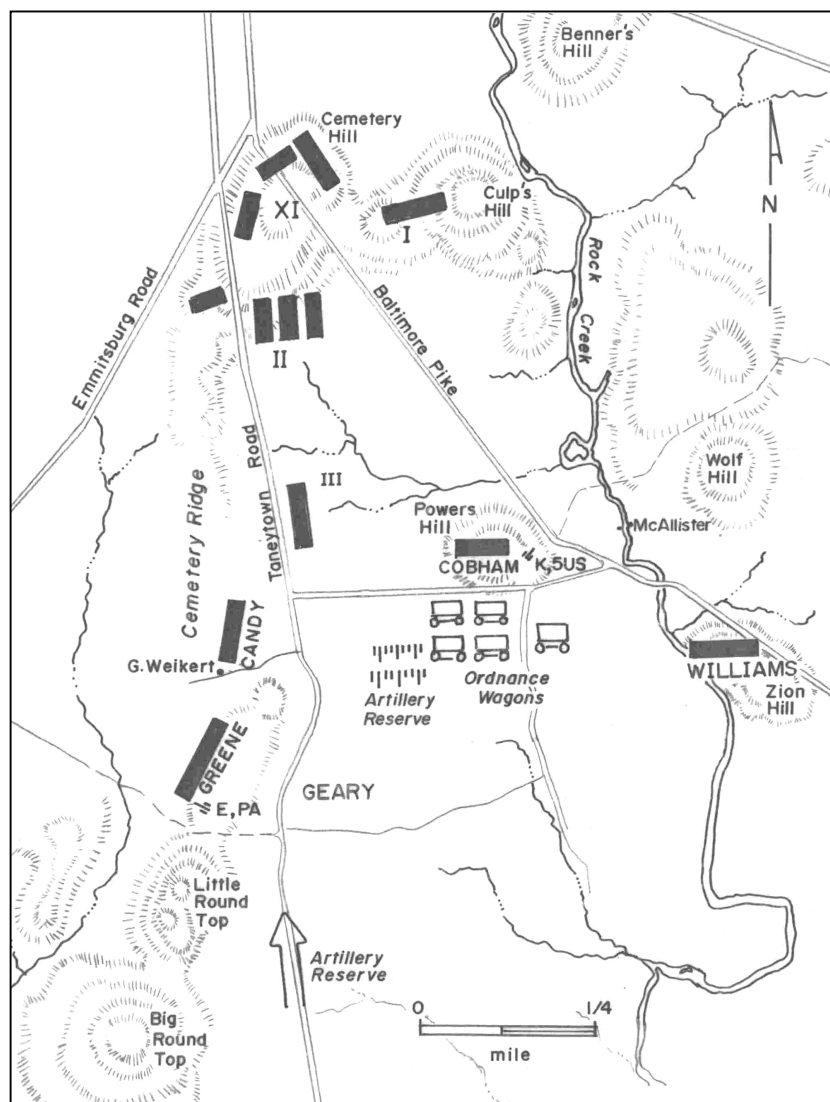 Benner's
Hill
Cemetery
Hill
Culp's
Hill
XI
I
N
Rock
Creek
Emmitsburg Road
Baltimore Pike
II
Taneytown Road
III
Wolf
Hill
Powers
Hill
McAllister
COBHAM
K,5US
Cemetery Ridge
CANDY
G.Weikert
WILLIAMS
Zion
Hill
Artillery
Reserve
Ordnance
Wagons
GREENE
GEARY
E,PA
Little
Round
Top
Artillery
Reserve
Big
Round
Top
0 1/4
mile